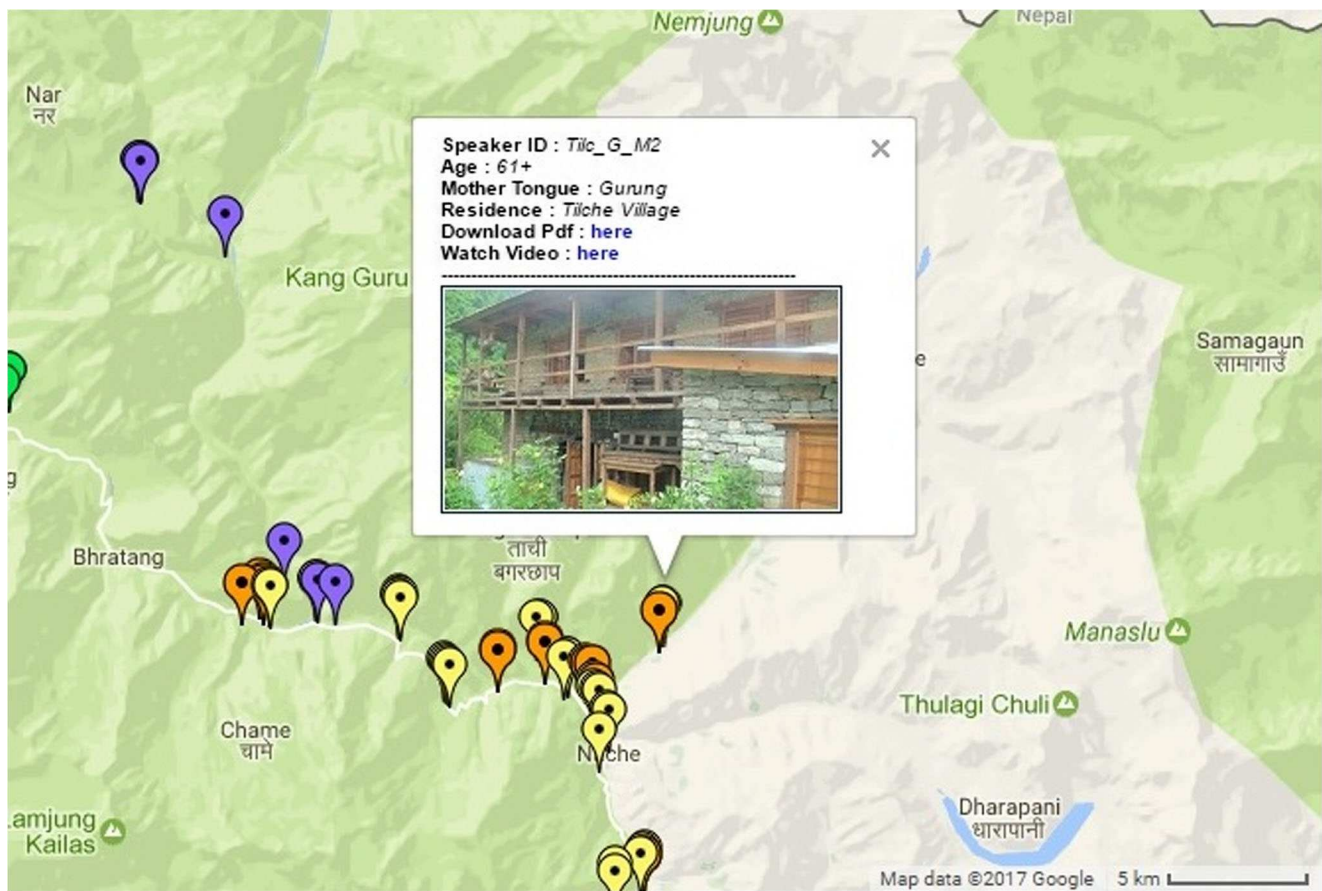 Nemjung
Nepal
Nar
नर
Speaker ID : Tilc_G_M2
Age : 61+
Mother Tongue : Gurung
Residence : Tilche Village
Download Pdf : here
Watch Video : here
Kang Guru
Samagaun
सामागाउँ
Bhratang
ताची
बगरछाप
Manaslu
Thulagi Chuli
Chame
चामे
Dharapani
धारापानी
Lamjung
Kailas
Map data ©2017 Google
5 km